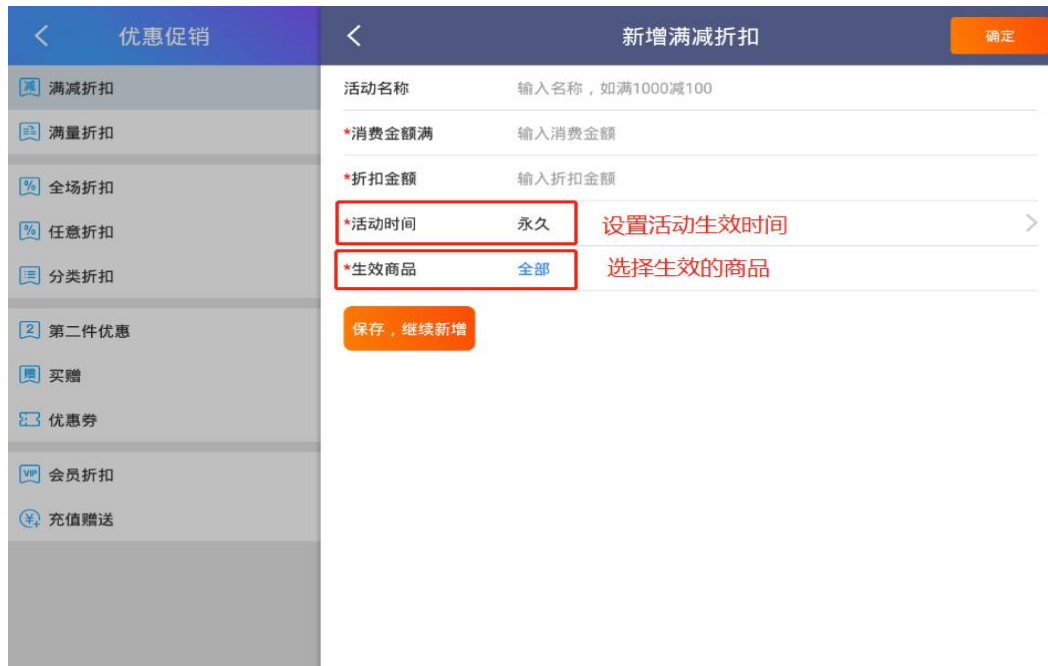 优惠促销
减 满减折扣
满量折扣
% 全场折扣
% 任意折扣
分类折扣
2 第二件优惠
赠 买赠
优惠券
VIP 会员折扣
¥ 充值赠送
新增满减折扣
确定
活动名称 输入名称，如满1000减100
*消费金额满 输入消费金额
*折扣金额 输入折扣金额
*活动时间 永久 设置活动生效时间
*生效商品 全部 选择生效的商品
保存，继续新增